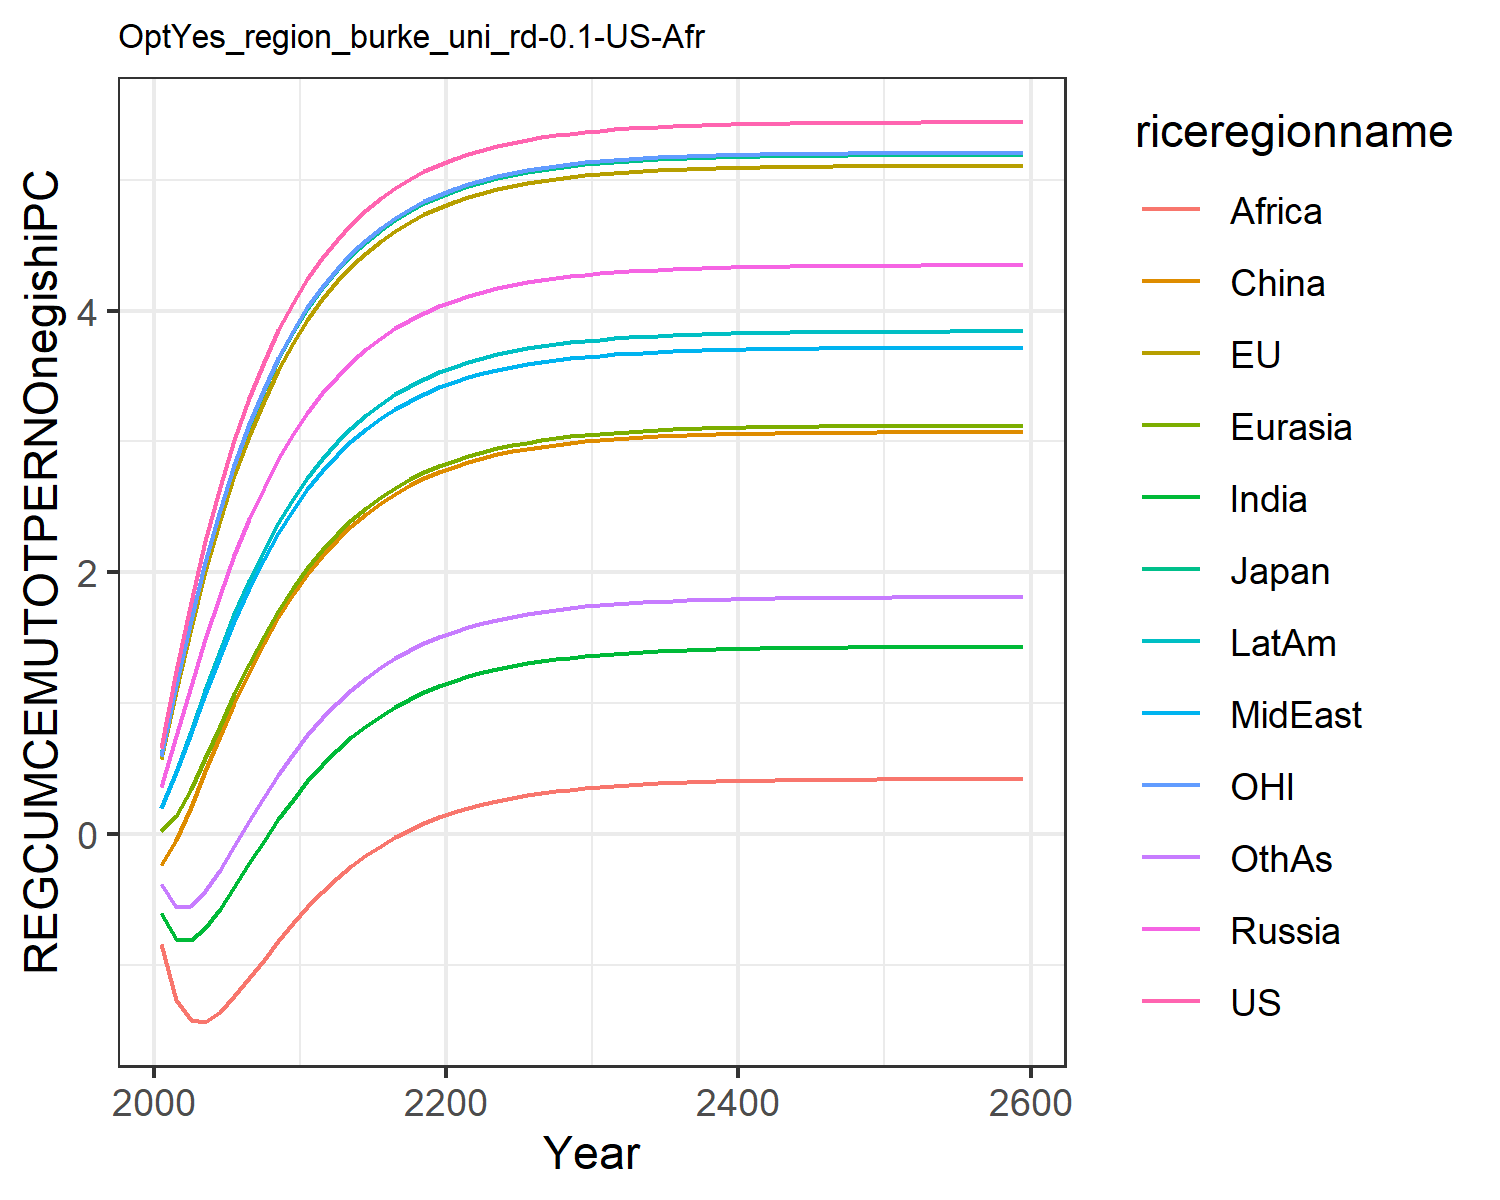 OptYes_region_burke_uni_rd-0.1-US-Afr
REGCUMCEMUTOTPERNOnegishiPC
4
2
0
2000
2200
2400
2600
Year
riceregionname
Africa
China
EU
Eurasia
India
Japan
LatAm
MidEast
OHI
OthAs
Russia
US